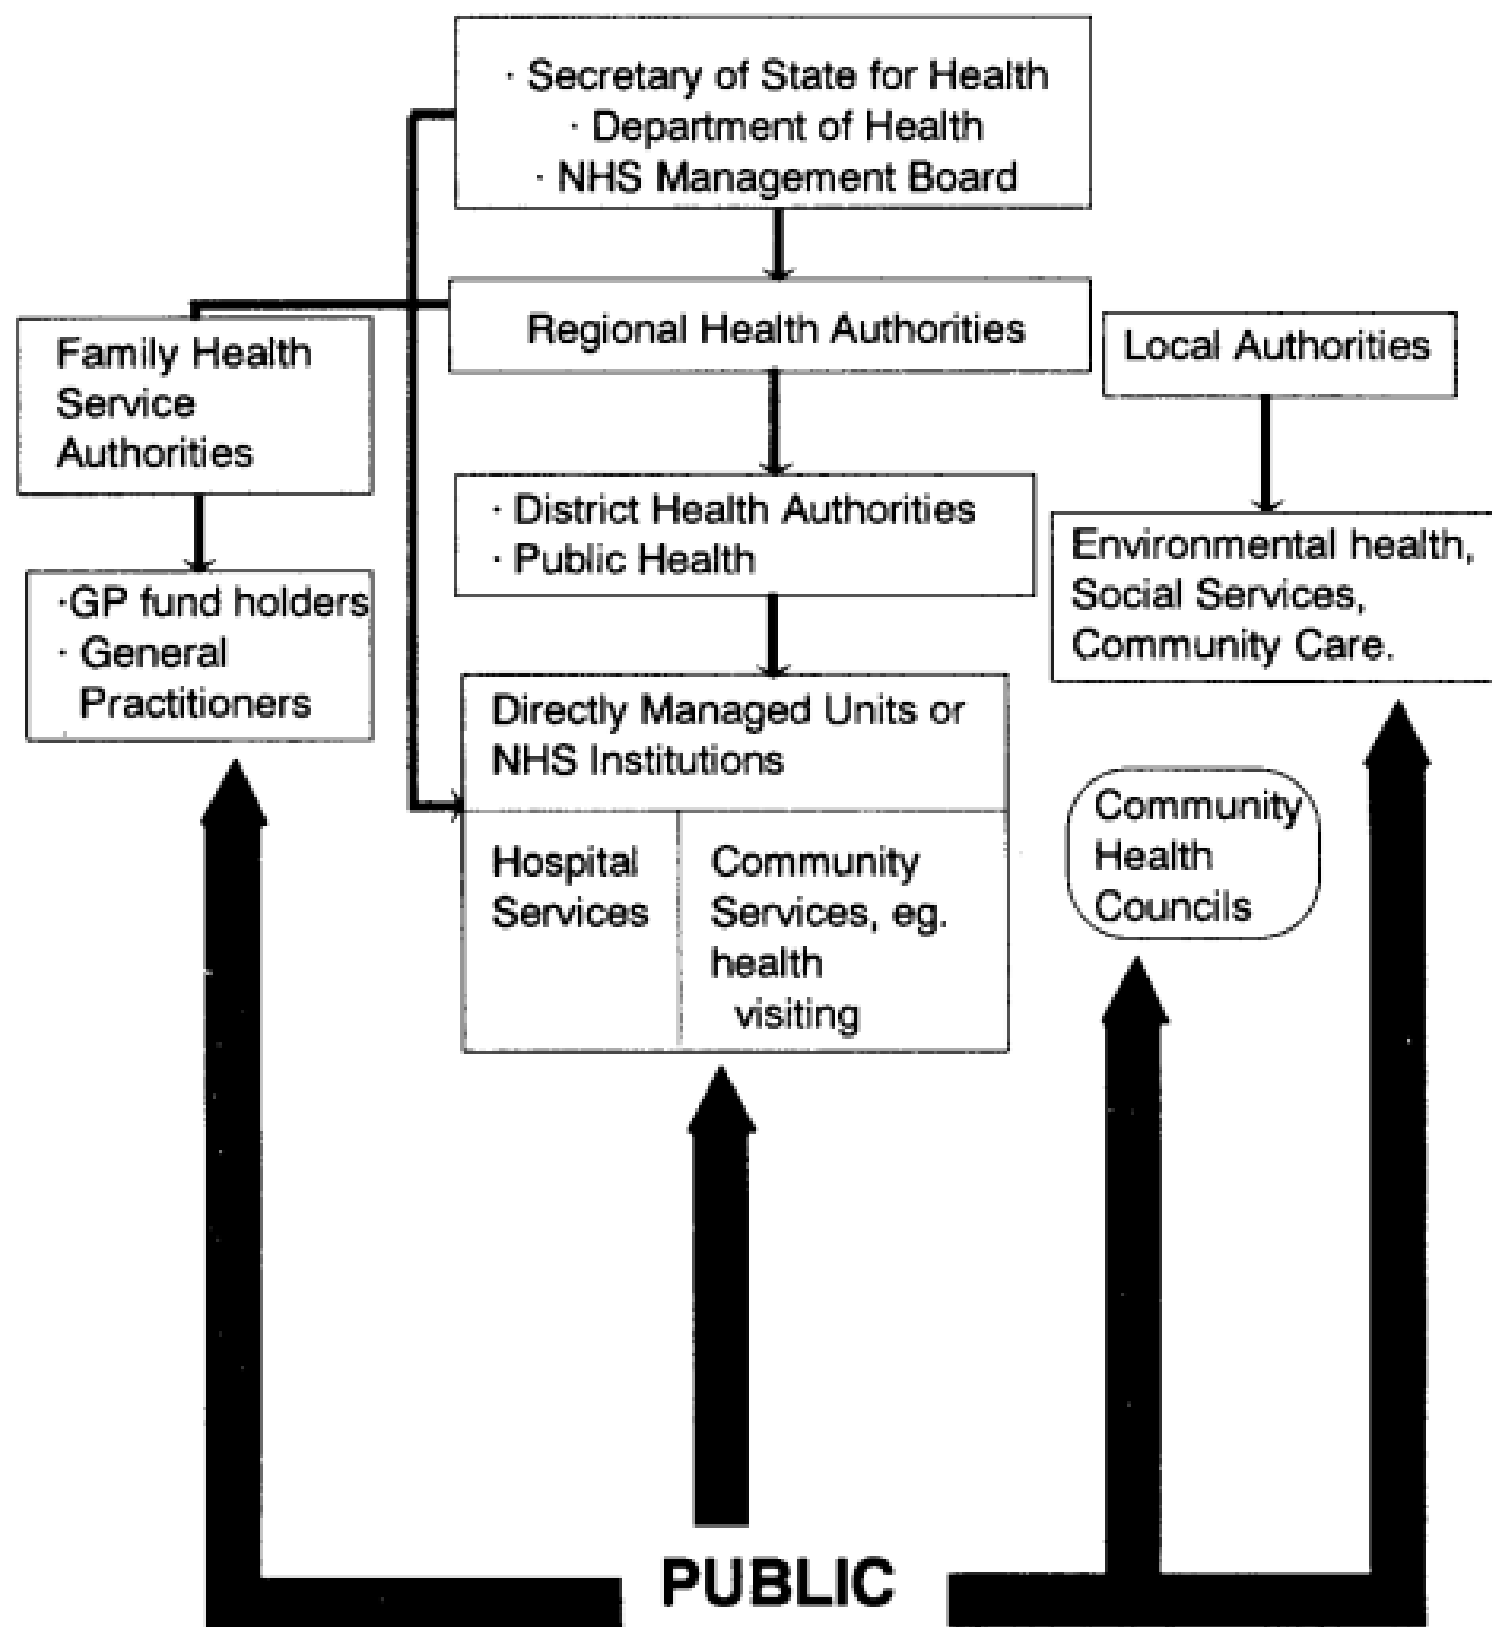 · Secretary of State for Health
· Department of Health
· NHS Management Board
Regional Health Authorities
Family Health
Service
Authorities
Local Authorities
· District Health Authorities
· Public Health
·GP fund holders
· General
Practitioners
Environmental health,
Social Services,
Community Care.
Directly Managed Units or
NHS Institutions
Hospital
Services
Community
Services, eg.
health
visiting
Community
Health
Councils
PUBLIC